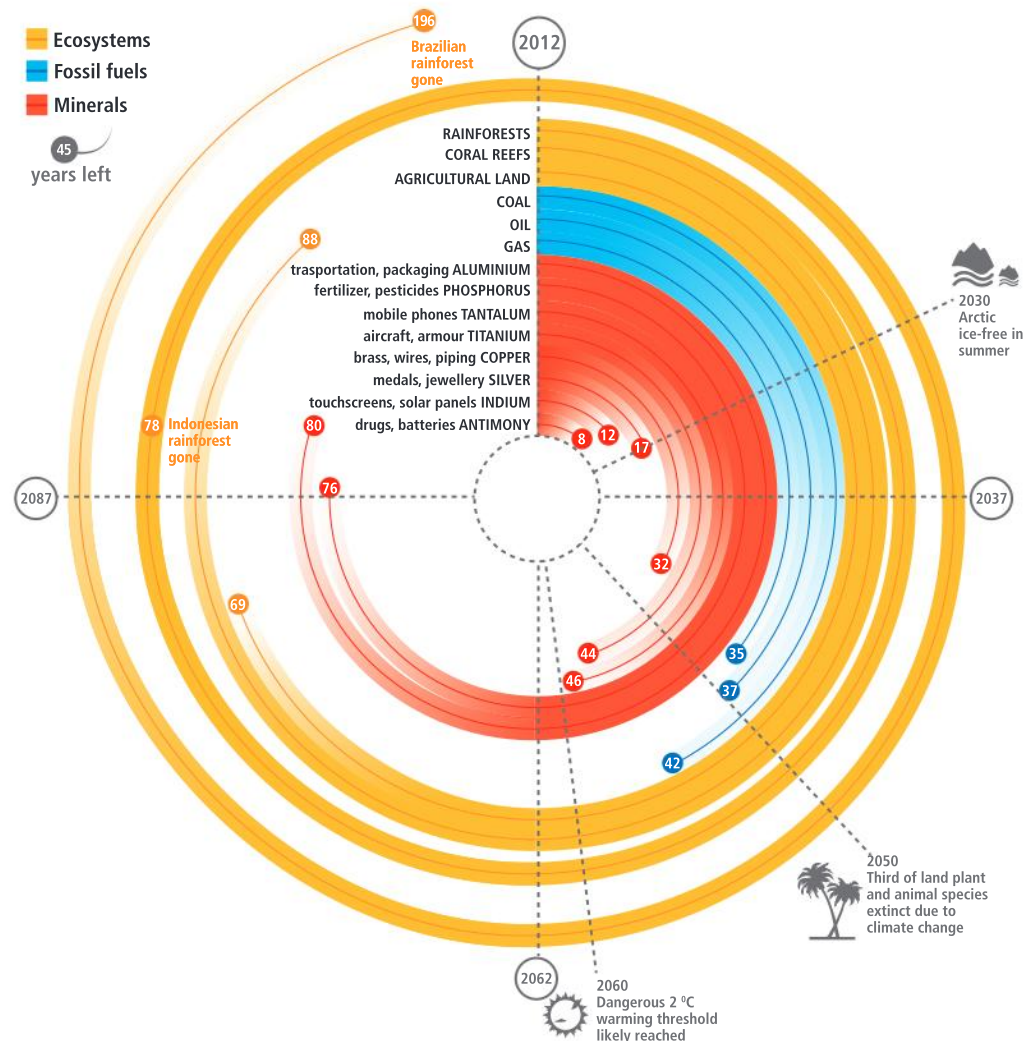 196
Brazilian
rainforest
gone
2012
Ecosystems
Fossil fuels
Minerals
45
years left
RAINFORESTS
CORAL REEFS
AGRICULTURAL LAND
COAL
OIL
GAS
trasportation, packaging ALUMINIUM
fertilizer, pesticides PHOSPHORUS
mobile phones TANTALUM
aircraft, armour TITANIUM
brass, wires, piping COPPER
medals, jewellery SILVER
touchscreens, solar panels INDIUM
drugs, batteries ANTIMONY
88
2030
Arctic
ice-free in
summer
78
Indonesian
rainforest
gone
80
8
12
17
76
2087
2037
32
69
44
46
35
37
42
2050
Third of land plant
and animal species
extinct due to
climate change
2062
2060
Dangerous 2 ⁰C
warming threshold
likely reached